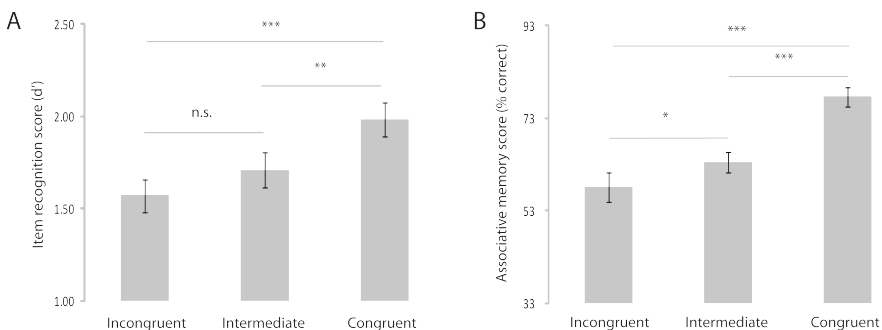 A
Item recognition score (d')
2.50
2.00
1.50
1.00
***
**
n.s.
Incongruent
Intermediate
Congruent
B
Associative memory score (% correct)
93
73
53
33
***
***
*
Incongruent
Intermediate
Congruent